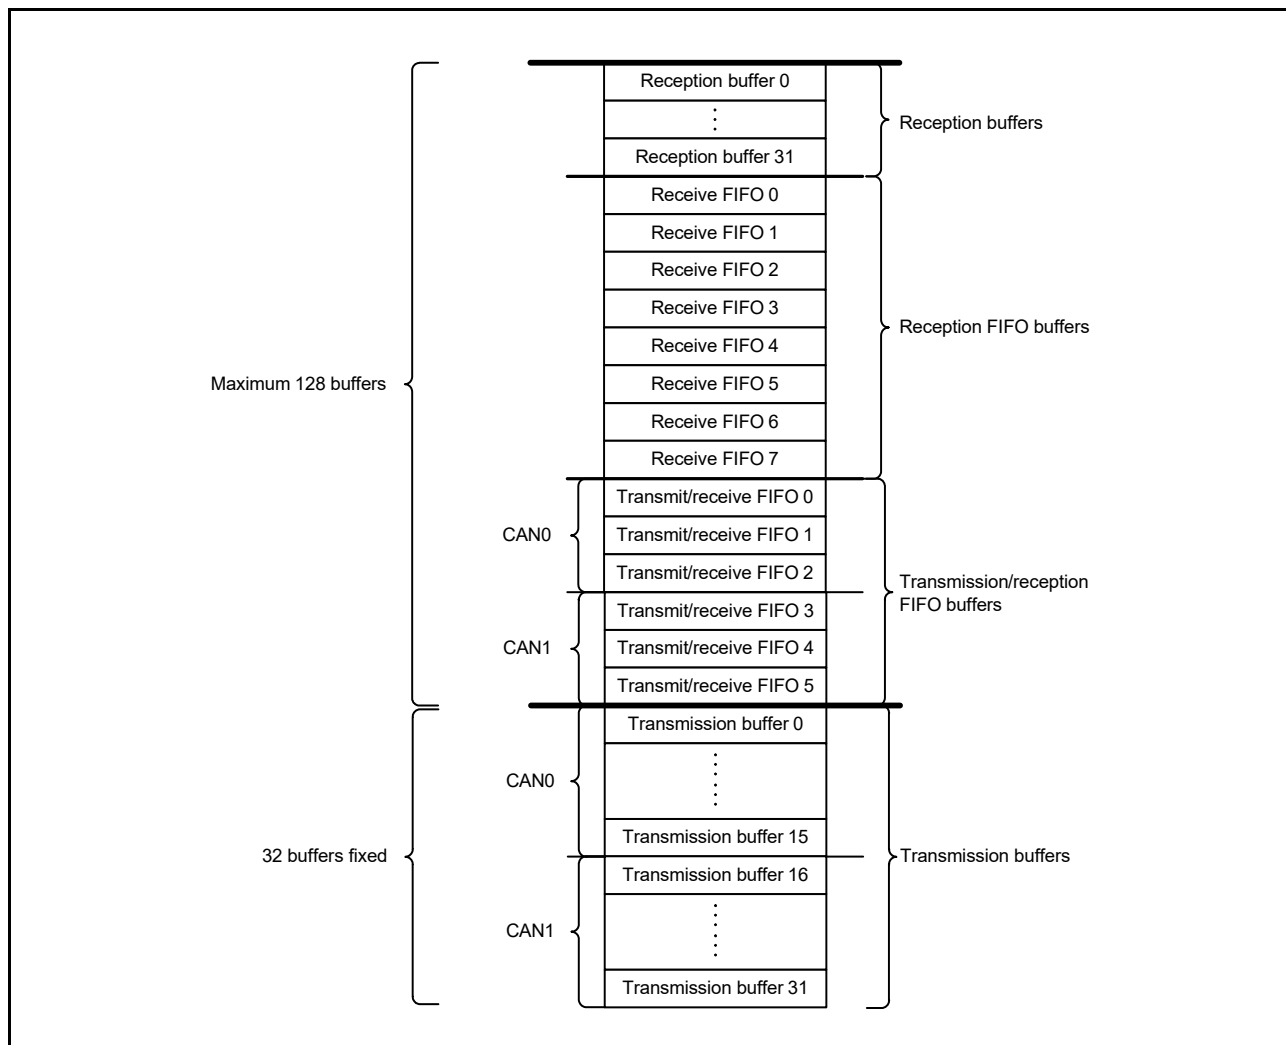 Reception buffer 0
Reception buffer 31
Reception buffers
Receive FIFO 0
Receive FIFO 1
Receive FIFO 2
Receive FIFO 3
Receive FIFO 4
Receive FIFO 5
Receive FIFO 6
Receive FIFO 7
Reception FIFO buffers
Maximum 128 buffers
Transmit/receive FIFO 0
Transmit/receive FIFO 1
Transmit/receive FIFO 2
CAN0
Transmit/receive FIFO 3
Transmit/receive FIFO 4
Transmit/receive FIFO 5
CAN1
Transmission/reception
FIFO buffers
Transmission buffer 0
CAN0
Transmission buffer 15
32 buffers fixed
Transmission buffers
Transmission buffer 16
CAN1
Transmission buffer 31